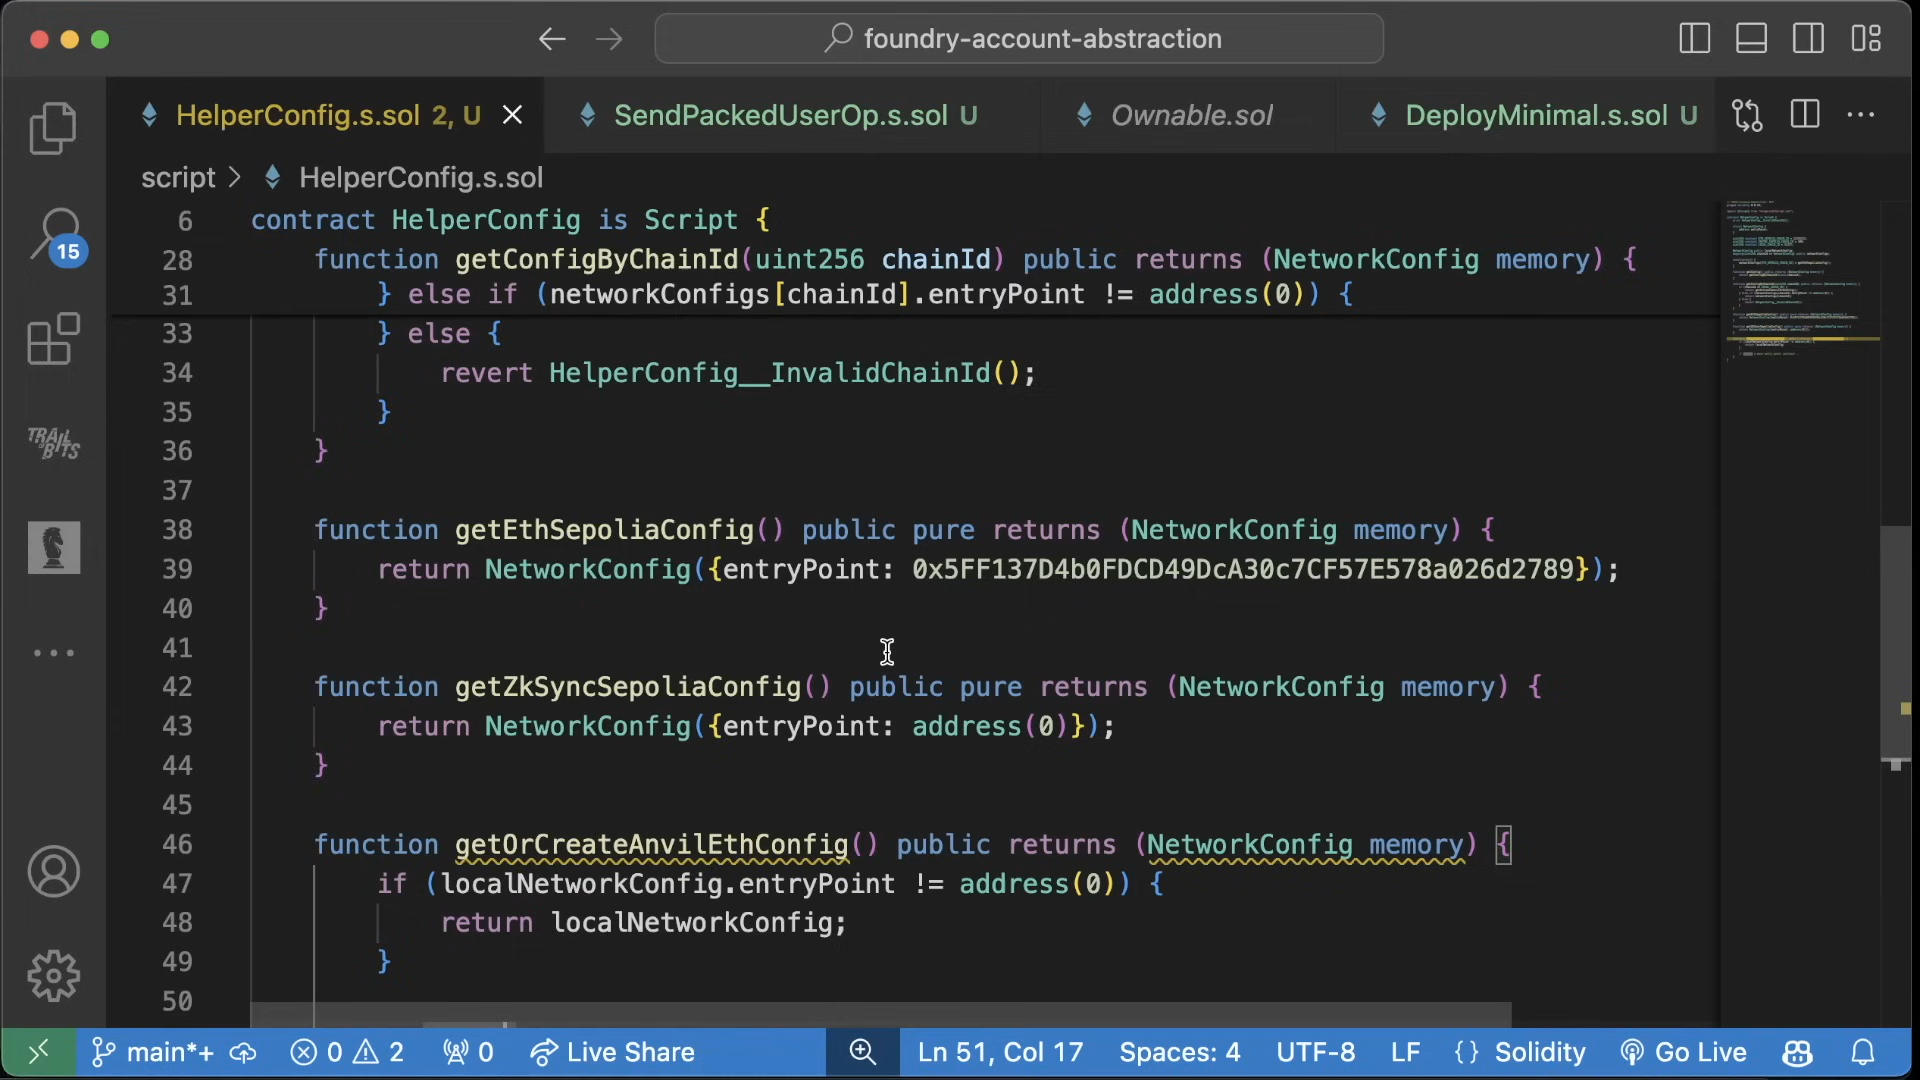 foundry-account-abstraction
HelperConfig.s.sol 2, U
SendPackedUserOp.s.sol U
Ownable.sol
DeployMinimal.s.sol U
script > HelperConfig.s.sol
15
TRAIL OF BITS
6 contract HelperConfig is Script {
28 function getConfigByChainId(uint256 chainId) public returns (NetworkConfig memory) {
31 } else if (networkConfigs[chainId].entryPoint != address(0)) {
33 } else {
34 revert HelperConfig__InvalidChainId();
35 }
36 }
37
38 function getEthSepoliaConfig() public pure returns (NetworkConfig memory) {
39 return NetworkConfig({entryPoint: 0x5FF137D4b0FDCD49DcA30c7CF57E578a026d2789});
40 }
41
42 function getZkSyncSepoliaConfig() public pure returns (NetworkConfig memory) {
43 return NetworkConfig({entryPoint: address(0)});
44 }
45
46 function getOrCreateAnvilEthConfig() public returns (NetworkConfig memory) {
47 if (localNetworkConfig.entryPoint != address(0)) {
48 return localNetworkConfig;
49 }
50
main*+ 0 2 0 Live Share Ln 51, Col 17 Spaces: 4 UTF-8 LF {} Solidity Go Live